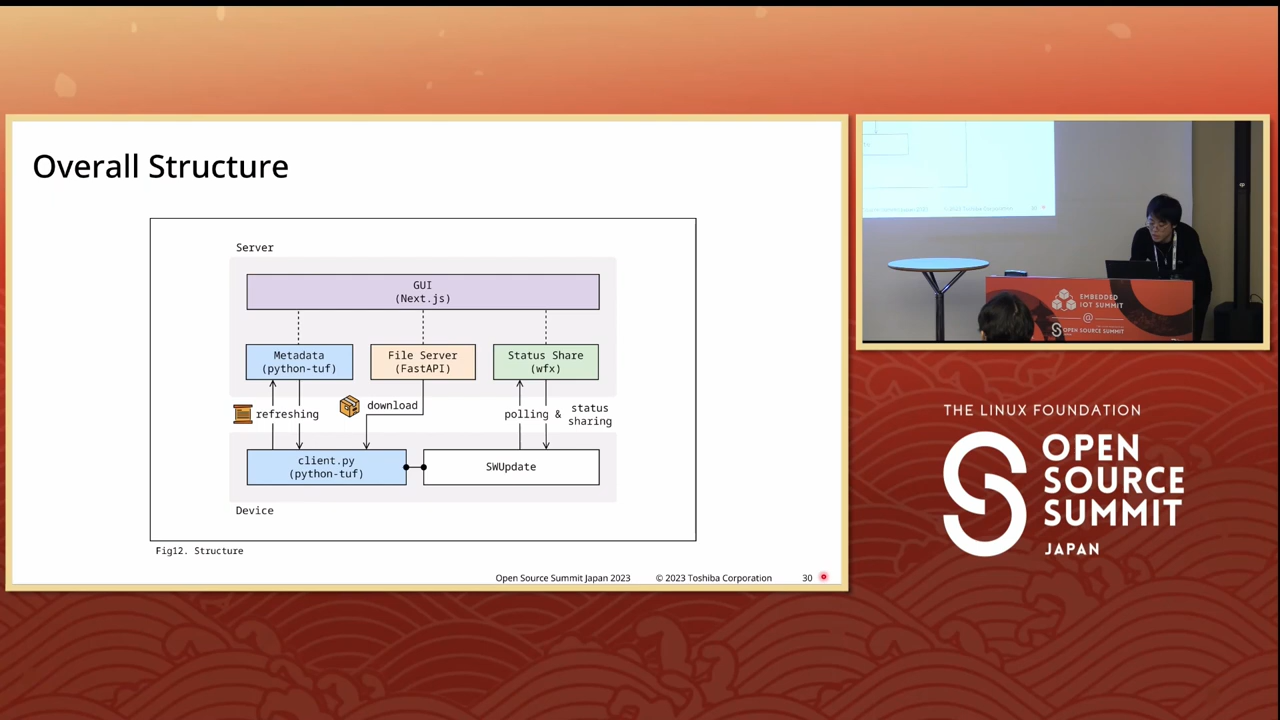 Overall Structure
Server
GUI
(Next.js)
Metadata
(python-tuf)
File Server
(FastAPI)
Status Share
(wfx)
refreshing
download
polling &
status
sharing
client.py
(python-tuf)
SWUpdate
Device
Fig12. Structure
Open Source Summit Japan 2023
© 2023 Toshiba Corporation
30
EMBEDDED
IOT SUMMIT
@
OPEN SOURCE SUMMIT
THE LINUX FOUNDATION
OPEN
SOURCE
SUMMIT
JAPAN